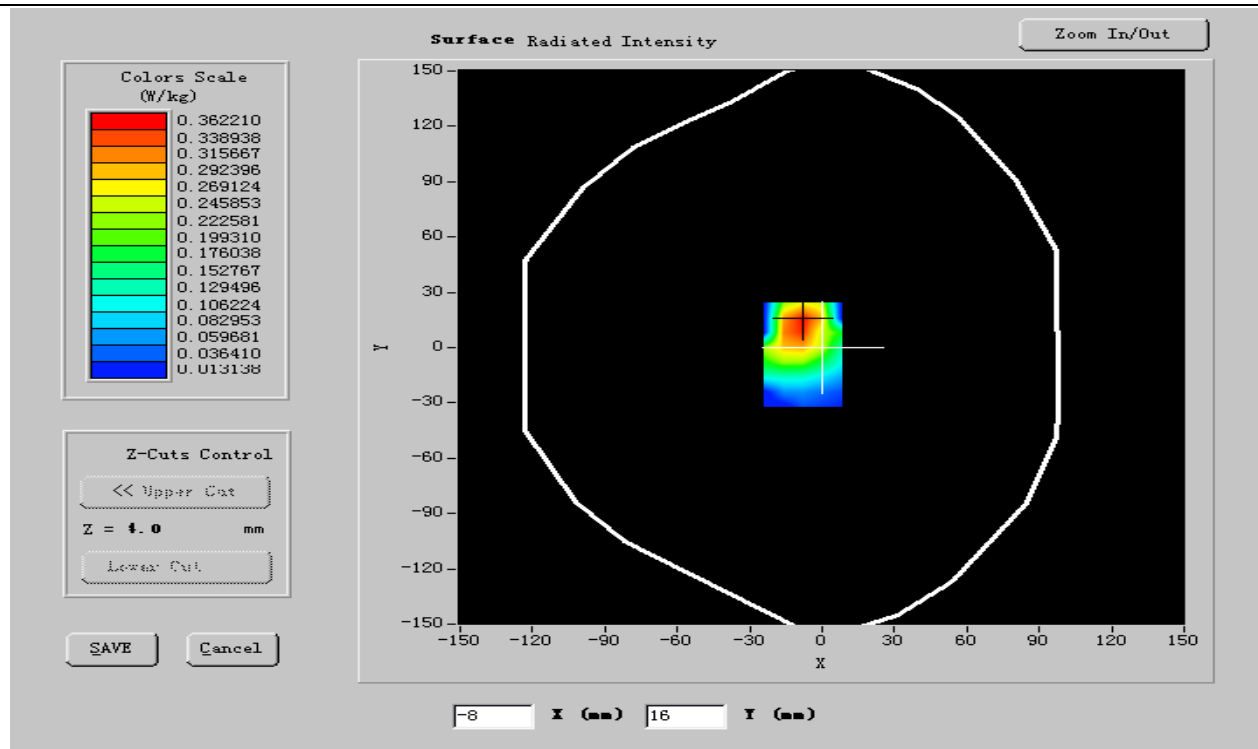 Surface Radiated Intensity
Zoom In/Out
Colors Scale
(W/kg)
0.362210
0.338938
0.315667
0.292396
0.269124
0.245853
0.222581
0.199310
0.176038
0.152767
0.129496
0.106224
0.082953
0.059681
0.036410
0.013138
Z-Cuts Control
<< Upper Cut
Z = 4.0 mm
Lower Cut
SAVE
Cancel
150
120
90
60
30
0
-30
-60
-90
-120
-150
Y
-150 -120 -90 -60 -30 0 30 60 90 120 150
X
-8 X (mm) 16 Y (mm)